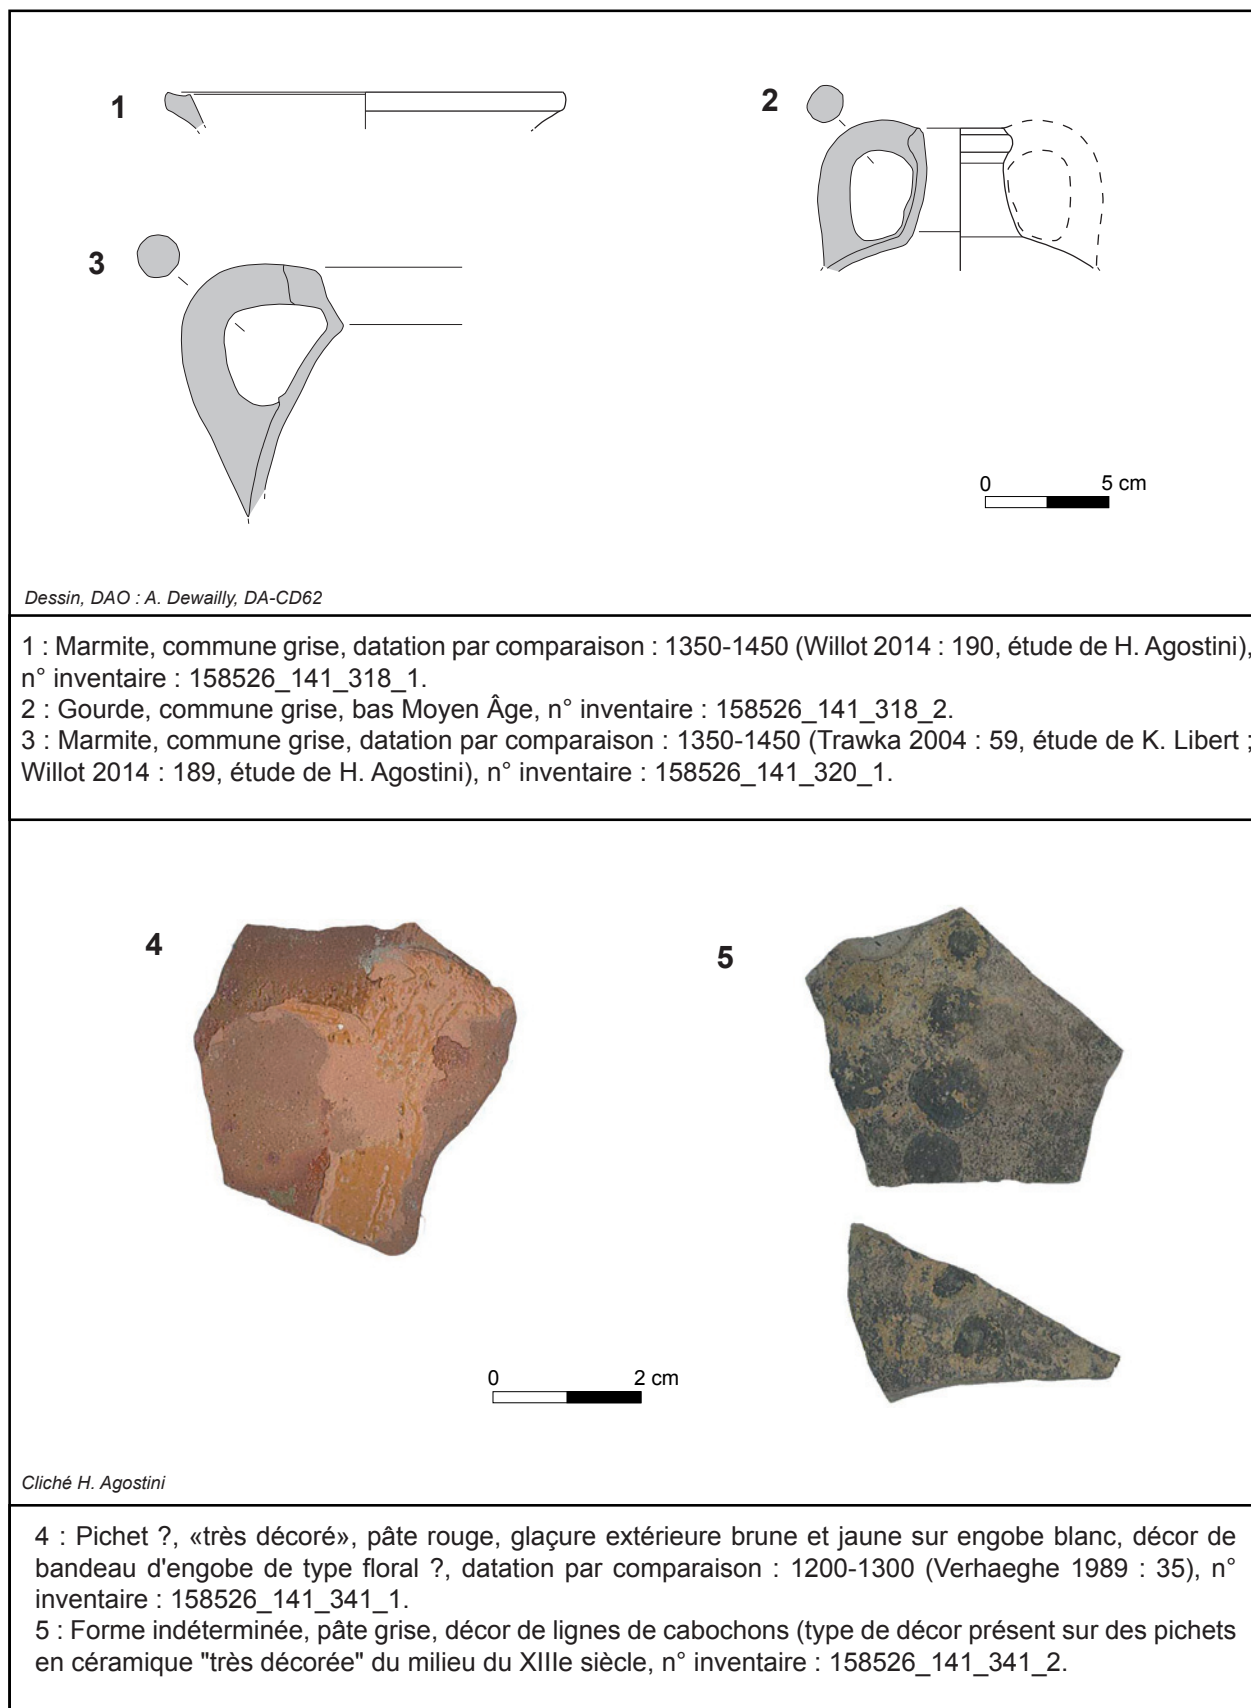 1
2
3
0 5 cm
Dessin, DAO : A. Dewailly, DA-CD62
1 : Marmite, commune grise, datation par comparaison : 1350-1450 (Willot 2014 : 190, étude de H. Agostini),
n° inventaire : 158526_141_318_1.
2 : Gourde, commune grise, bas Moyen Âge, n° inventaire : 158526_141_318_2.
3 : Marmite, commune grise, datation par comparaison : 1350-1450 (Trawka 2004 : 59, étude de K. Libert ;
Willot 2014 : 189, étude de H. Agostini), n° inventaire : 158526_141_320_1.
4
5
0 2 cm
Cliché H. Agostini
4 : Pichet ?, «très décoré», pâte rouge, glaçure extérieure brune et jaune sur engobe blanc, décor de
bandeau d'engobe de type floral ?, datation par comparaison : 1200-1300 (Verhaeghe 1989 : 35), n°
inventaire : 158526_141_341_1.
5 : Forme indéterminée, pâte grise, décor de lignes de cabochons (type de décor présent sur des pichets
en céramique "très décorée" du milieu du XIIIe siècle, n° inventaire : 158526_141_341_2.